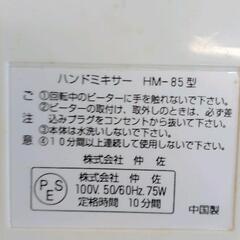 ハンドミキサー HM-85型
ご ①回転中のビーターに手を触れないで下さい。
②ビーターの取付け、取外しのときは、必ず差
注 込みプラグをコンセントから抜いて下さい。
③本体は水洗いしないで下さい。
意 ④10分間以上連続して使用しないで下さい。
株式会社 仲佐
PSE
株式会社 仲佐
100V. 50/60Hz. 75W
定格時間 10分間
中国製